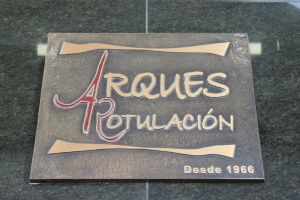 ARQUES
ROTULACIÓN
Desde 1966